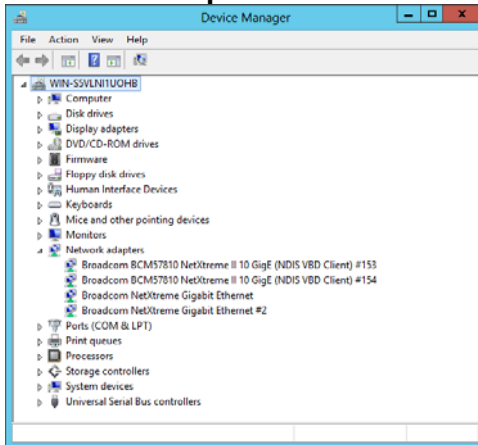 Device Manager
File Action View Help
WIN-S5VLNI1UOHB
Computer
Disk drives
Display adapters
DVD/CD-ROM drives
Firmware
Floppy disk drives
Human Interface Devices
Keyboards
Mice and other pointing devices
Monitors
Network adapters
Broadcom BCM57810 NetXtreme II 10 GigE (NDIS VBD Client) #153
Broadcom BCM57810 NetXtreme II 10 GigE (NDIS VBD Client) #154
Broadcom NetXtreme Gigabit Ethernet
Broadcom NetXtreme Gigabit Ethernet #2
Ports (COM & LPT)
Print queues
Processors
Storage controllers
System devices
Universal Serial Bus controllers